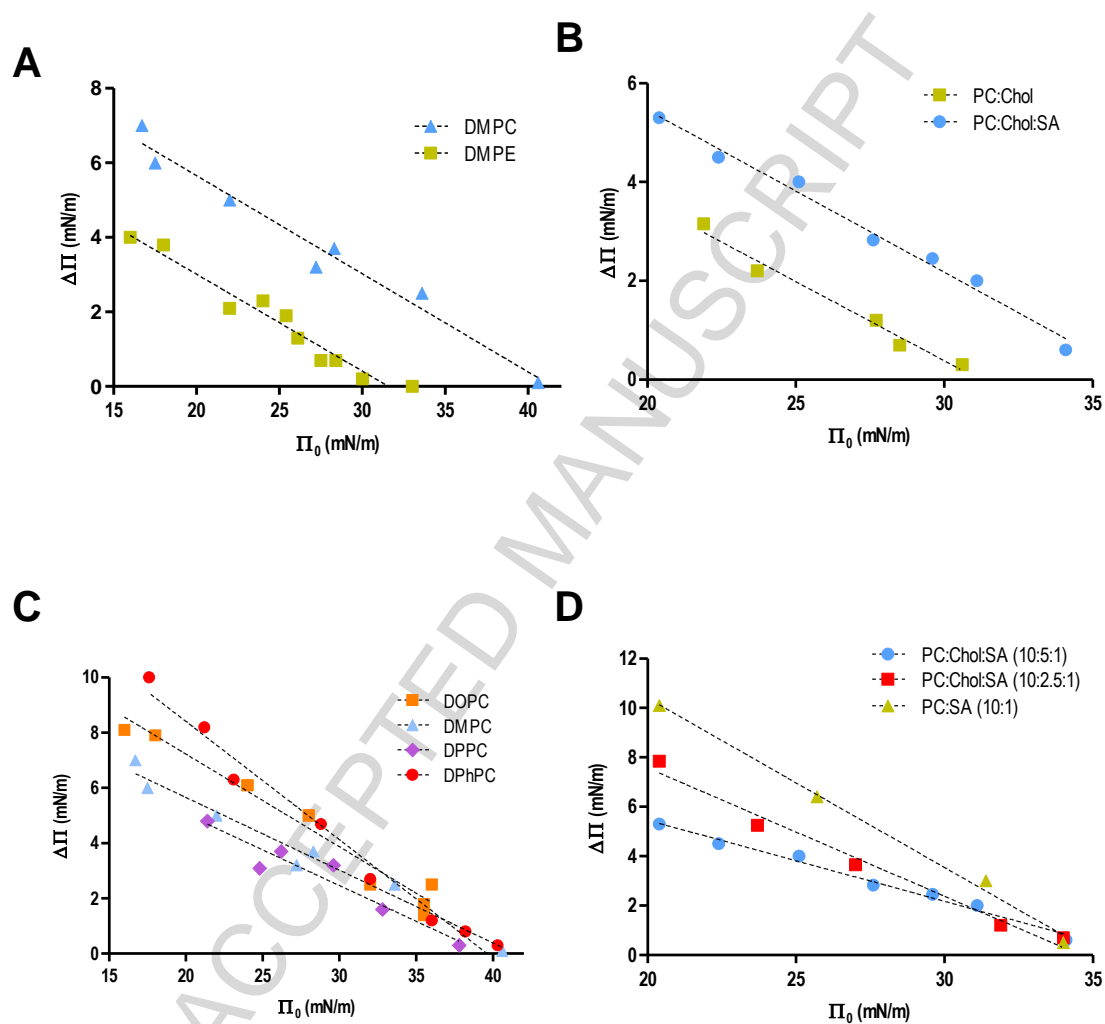 A
8
6
4
2
0
15 20 25 30 35 40
ΔΠ (mN/m)
Π₀ (mN/m)
DMPC
DMPE
B
6
4
2
0
20 25 30 35
ΔΠ (mN/m)
Π₀ (mN/m)
PC:Chol
PC:Chol:SA
C
10
8
6
4
2
0
15 20 25 30 35 40
ΔΠ (mN/m)
Π₀ (mN/m)
DOPC
DMPC
DPPC
DPhPC
D
12
10
8
6
4
2
0
20 25 30 35
ΔΠ (mN/m)
Π₀ (mN/m)
PC:Chol:SA (10:5:1)
PC:Chol:SA (10:2.5:1)
PC:SA (10:1)
ACCEPTED MANUSCRIPT